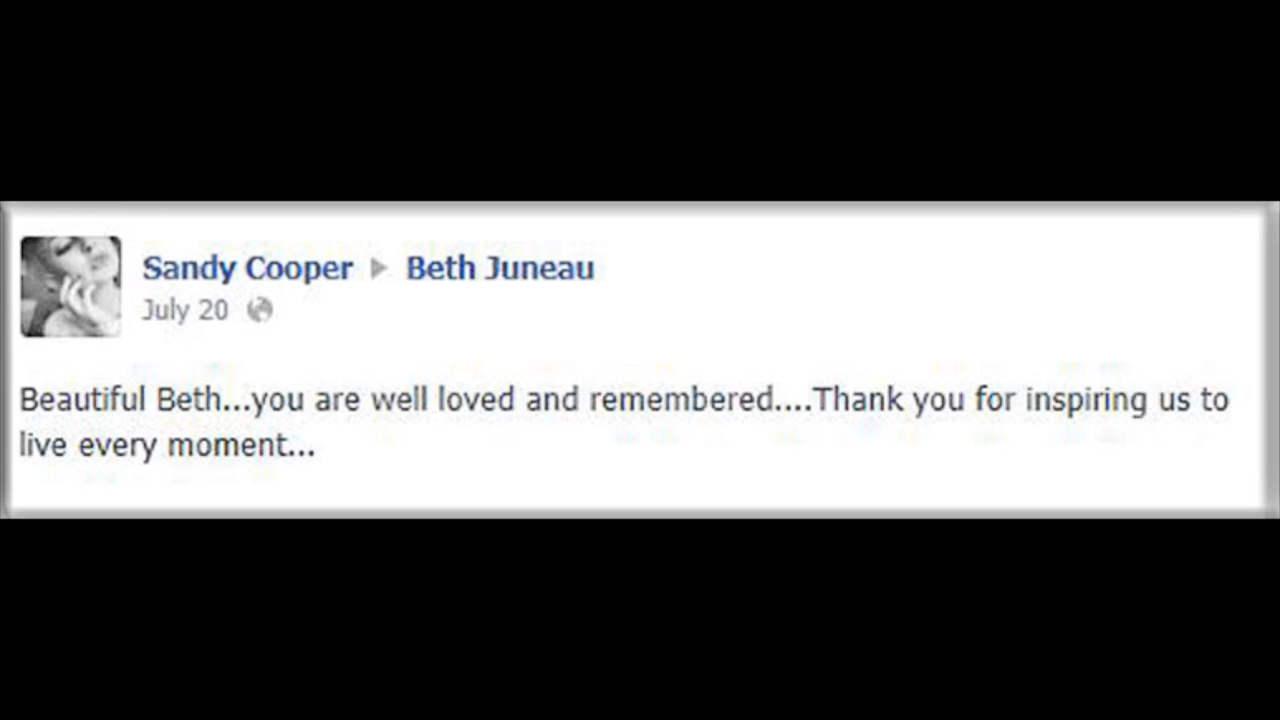 Sandy Cooper ▸ Beth Juneau
July 20
Beautiful Beth...you are well loved and remembered....Thank you for inspiring us to
live every moment...